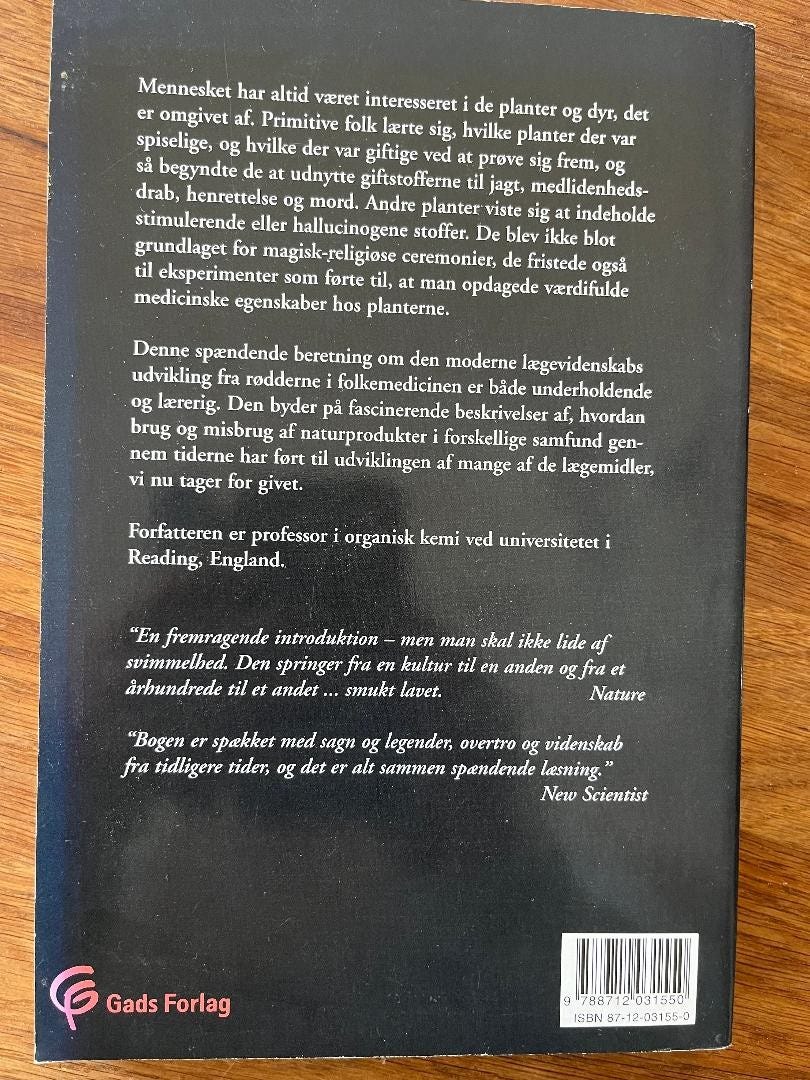 Mennesket har altid været interesseret i de planter og dyr, det
er omgivet af. Primitive folk lærte sig, hvilke planter der var
spiselige, og hvilke der var giftige ved at prøve sig frem, og
så begyndte de at udnytte giftstofferne til jagt, medlidenheds-
drab, henrettelse og mord. Andre planter viste sig at indeholde
stimulerende eller hallucinogene stoffer. De blev ikke blot
grundlaget for magisk-religiøse ceremonier, de fristede også
til eksperimenter som førte til, at man opdagede værdifulde
medicinske egenskaber hos planterne.
Denne spændende beretning om den moderne lægevidenskabs
udvikling fra rødderne i folkemedicinen er både underholdende
og lærerig. Den byder på fascinerende beskrivelser af, hvordan
brug og misbrug af naturprodukter i forskellige samfund gen-
nem tiderne har ført til udviklingen af mange af de lægemidler,
vi nu tager for givet.
Forfatteren er professor i organisk kemi ved universitetet i
Reading, England.
“En fremragende introduktion – men man skal ikke lide af
svimmelhed. Den springer fra en kultur til en anden og fra et
århundrede til et andet ... smukt lavet. Nature
“Bogen er spækket med sagn og legender, overtro og videnskab
fra tidligere tider, og det er alt sammen spændende læsning.”
New Scientist
Gads Forlag
9 788712 031550
ISBN 87-12-03155-0